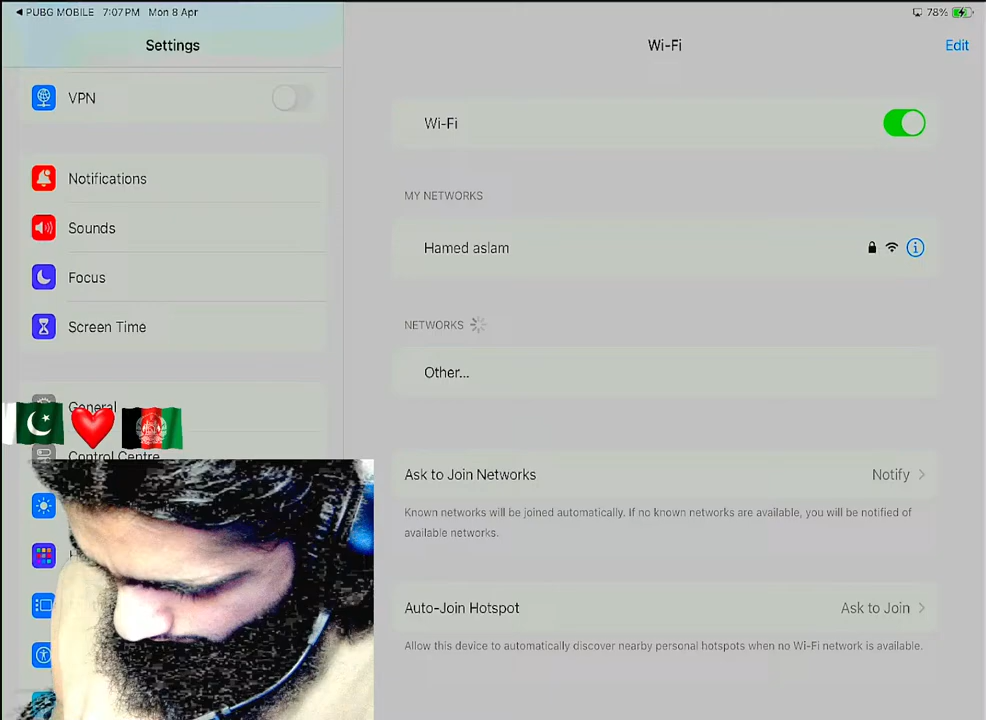 ◀ PUBG MOBILE 7:07PM Mon 8 Apr
78%
Settings
VPN
Notifications
Sounds
Focus
Screen Time
General
Control Centre
Wi-Fi
Edit
Wi-Fi
MY NETWORKS
Hamed aslam
NETWORKS
Other...
Ask to Join Networks
Notify
Known networks will be joined automatically. If no known networks are available, you will be notified of
available networks.
Auto-Join Hotspot
Ask to Join
Allow this device to automatically discover nearby personal hotspots when no Wi-Fi network is available.